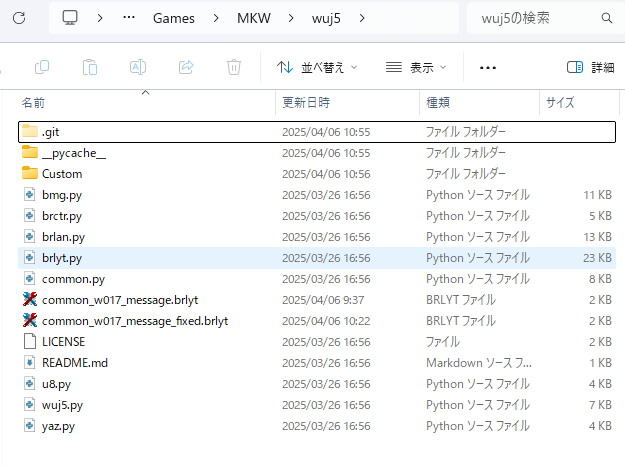 Games > MKW > wuj5 > wuj5の検索
並べ替え 表示 詳細
名前 更新日時 種類 サイズ
.git 2025/04/06 10:55 ファイル フォルダー
__pycache__ 2025/04/06 10:55 ファイル フォルダー
Custom 2025/04/06 10:56 ファイル フォルダー
bmg.py 2025/03/26 16:56 Python ソース ファイル 11 KB
brctr.py 2025/03/26 16:56 Python ソース ファイル 5 KB
brlan.py 2025/03/26 16:56 Python ソース ファイル 13 KB
brlyt.py 2025/03/26 16:56 Python ソース ファイル 23 KB
common.py 2025/03/26 16:56 Python ソース ファイル 8 KB
common_w017_message.brlyt 2025/04/06 9:37 BRLYT ファイル 2 KB
common_w017_message_fixed.brlyt 2025/04/06 10:22 BRLYT ファイル 2 KB
LICENSE 2025/03/26 16:56 ファイル 2 KB
README.md 2025/03/26 16:56 Markdown ソース フ... 1 KB
u8.py 2025/03/26 16:56 Python ソース ファイル 4 KB
wuj5.py 2025/03/26 16:56 Python ソース ファイル 7 KB
yaz.py 2025/03/26 16:56 Python ソース ファイル 4 KB